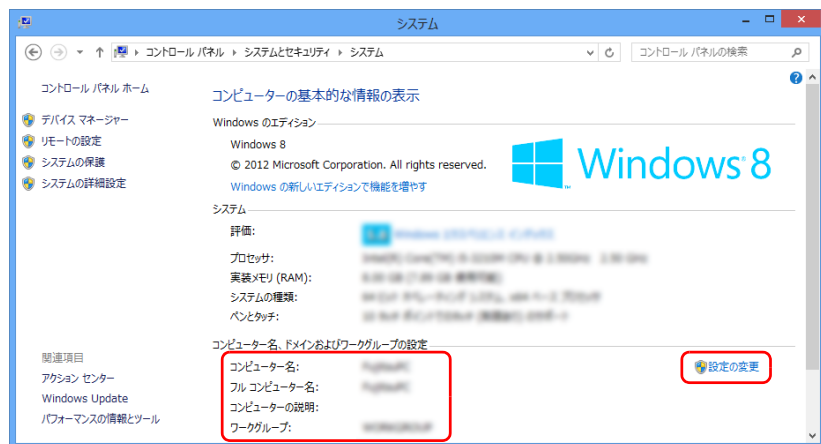 システム
コントロール パネル システムとセキュリティ システム
コントロール パネルの検索
コントロール パネル ホーム
デバイス マネージャー
リモートの設定
システムの保護
システムの詳細設定
コンピューターの基本的な情報の表示
Windows のエディション
Windows 8
© 2012 Microsoft Corporation. All rights reserved.
Windows の新しいエディションで機能を増やす
Windows 8
システム
評価:
プロセッサ:
実装メモリ (RAM):
システムの種類:
ペンとタッチ:
コンピューター名、ドメインおよびワークグループの設定
コンピューター名:
フル コンピューター名:
コンピューターの説明:
ワークグループ:
設定の変更
関連項目
アクション センター
Windows Update
パフォーマンスの情報とツール